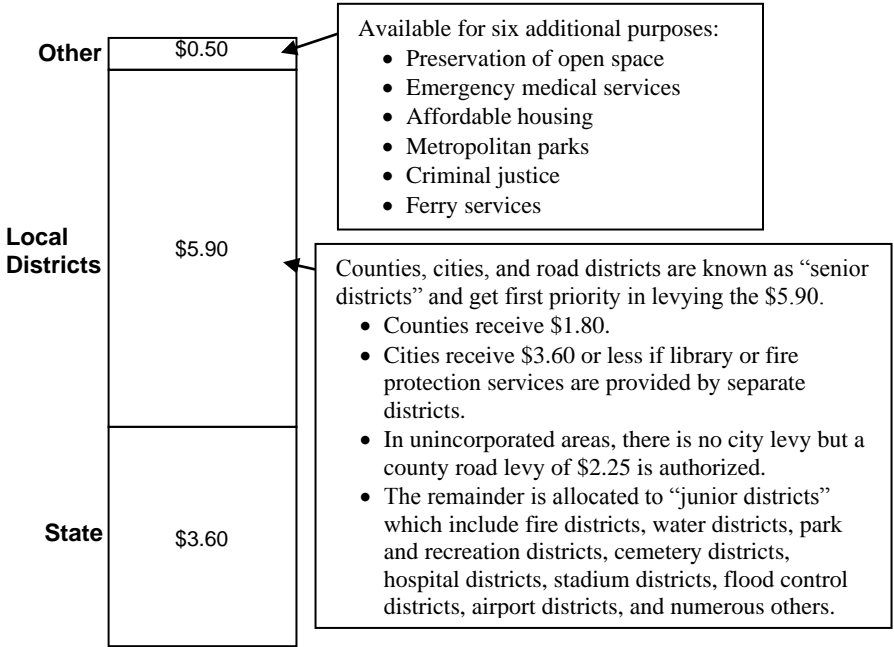 Other
$0.50
Available for six additional purposes:
• Preservation of open space
• Emergency medical services
• Affordable housing
• Metropolitan parks
• Criminal justice
• Ferry services
Local
Districts
$5.90
Counties, cities, and road districts are known as “senior
districts” and get first priority in levying the $5.90.
• Counties receive $1.80.
• Cities receive $3.60 or less if library or fire
protection services are provided by separate
districts.
• In unincorporated areas, there is no city levy but a
county road levy of $2.25 is authorized.
• The remainder is allocated to “junior districts”
which include fire districts, water districts, park
and recreation districts, cemetery districts,
hospital districts, stadium districts, flood control
districts, airport districts, and numerous others.
State
$3.60